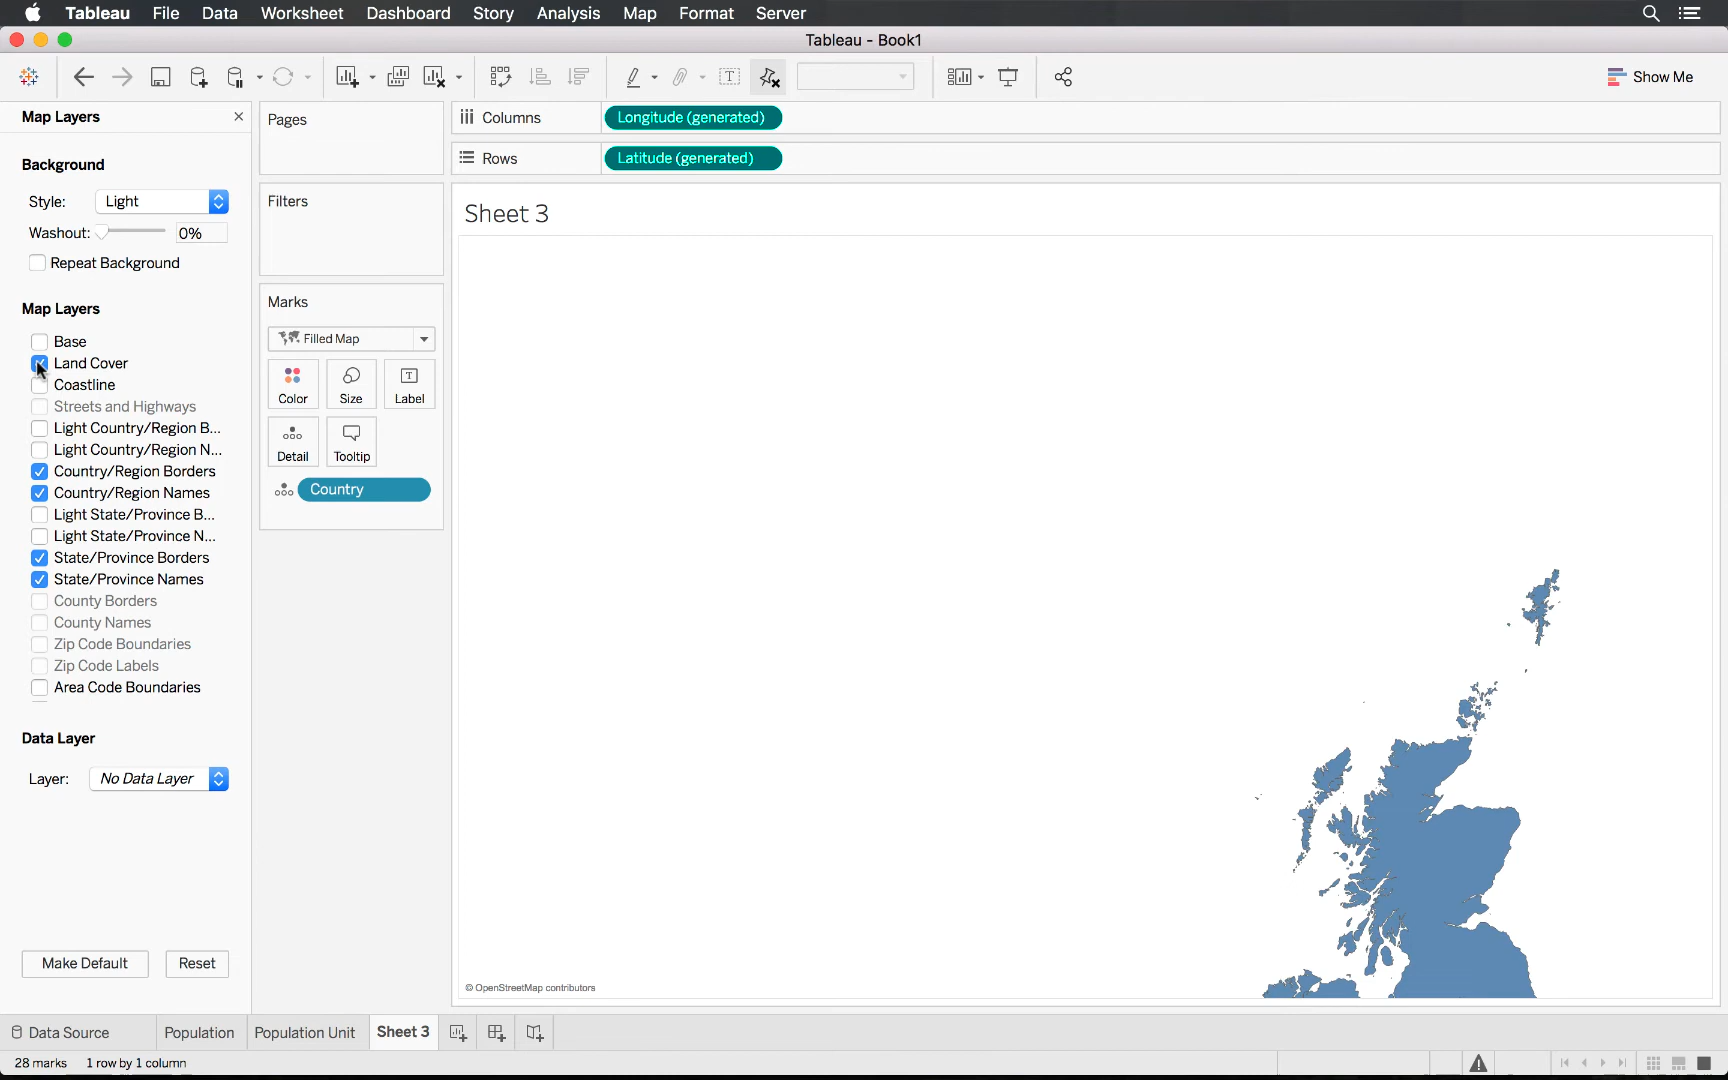 Tableau File Data Worksheet Dashboard Story Analysis Map Format Server
Tableau - Book1
Show Me
Map Layers
Background
Style: Light
Washout: 0%
Repeat Background
Map Layers
Base
Land Cover
Coastline
Streets and Highways
Light Country/Region B...
Light Country/Region N...
Country/Region Borders
Country/Region Names
Light State/Province B...
Light State/Province N...
State/Province Borders
State/Province Names
County Borders
County Names
Zip Code Boundaries
Zip Code Labels
Area Code Boundaries
Data Layer
Layer: No Data Layer
Make Default Reset
Pages
Filters
Marks
Filled Map
Color Size Label
Detail Tooltip
Country
Columns Longitude (generated)
Rows Latitude (generated)
Sheet 3
© OpenStreetMap contributors
Data Source Population Population Unit Sheet 3
28 marks 1 row by 1 column